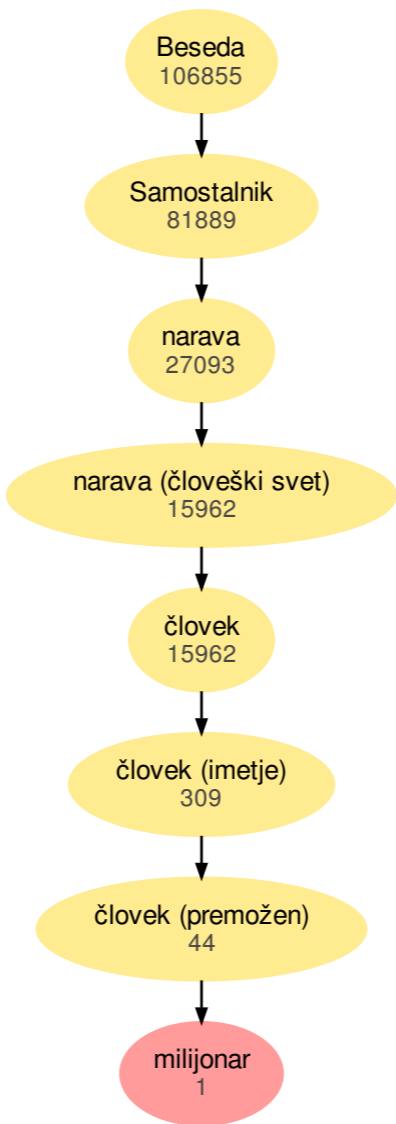 Beseda
106855
Samostalnik
81889
narava
27093
narava (človeški svet)
15962
človek
15962
človek (imetje)
309
človek (premožen)
44
milijonar
1